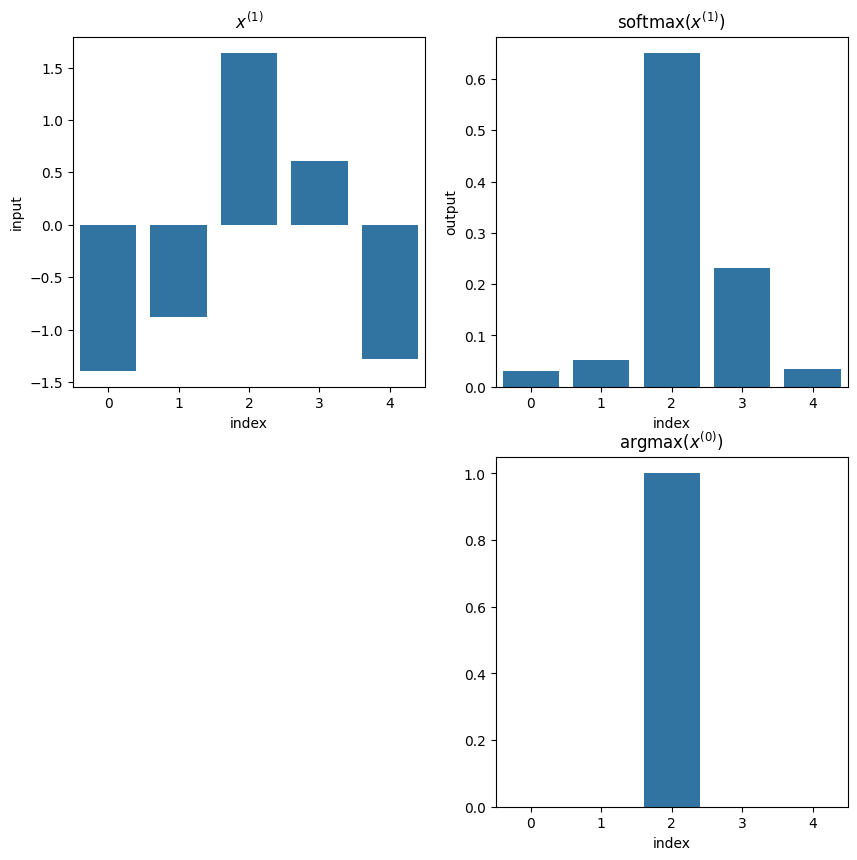 x^(1)
1.5
1.0
0.5
0.0
−0.5
−1.0
−1.5
input
0 1 2 3 4
index
softmax(x^(1))
0.6
0.5
0.4
0.3
0.2
0.1
0.0
output
0 1 2 3 4
index
argmax(x^(0))
1.0
0.8
0.6
0.4
0.2
0.0
0 1 2 3 4
index